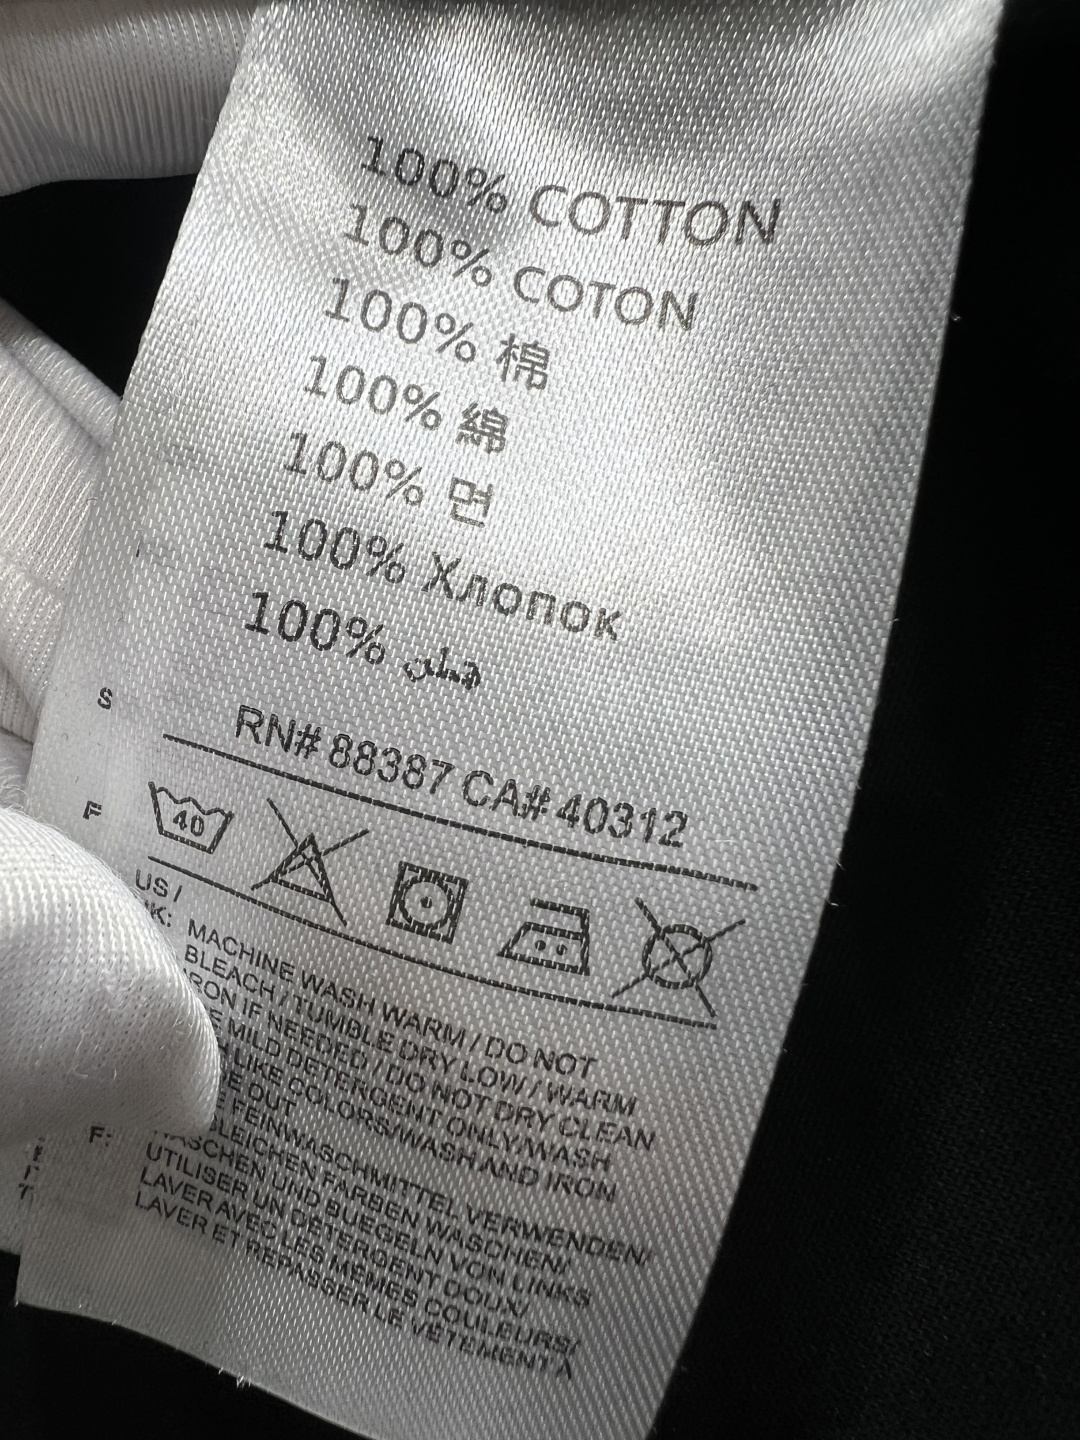 100% COTTON
100% COTON
100% 棉
100% 綿
100% 면
100% Хлопок
100%
S
RN# 88387 CA# 40312
F
40
US /
UK: MACHINE WASH WARM / DO NOT
BLEACH / TUMBLE DRY LOW / WARM
IRON IF NEEDED / DO NOT DRY CLEAN
MILD DETERGENT ONLY/WASH
LIKE COLORS/WASH AND IRON
OUT
FEINWASCHMITTEL VERWENDEN/
BLEICHEN FARBEN WASCHEN/
WASCHEN UND BUEGELN VON LINKS
F: UTILISER UN DETERGENT DOUX/
LAVER AVEC LES MEMES COULEURS/
LAVER ET REPASSER LE VETEMENT A